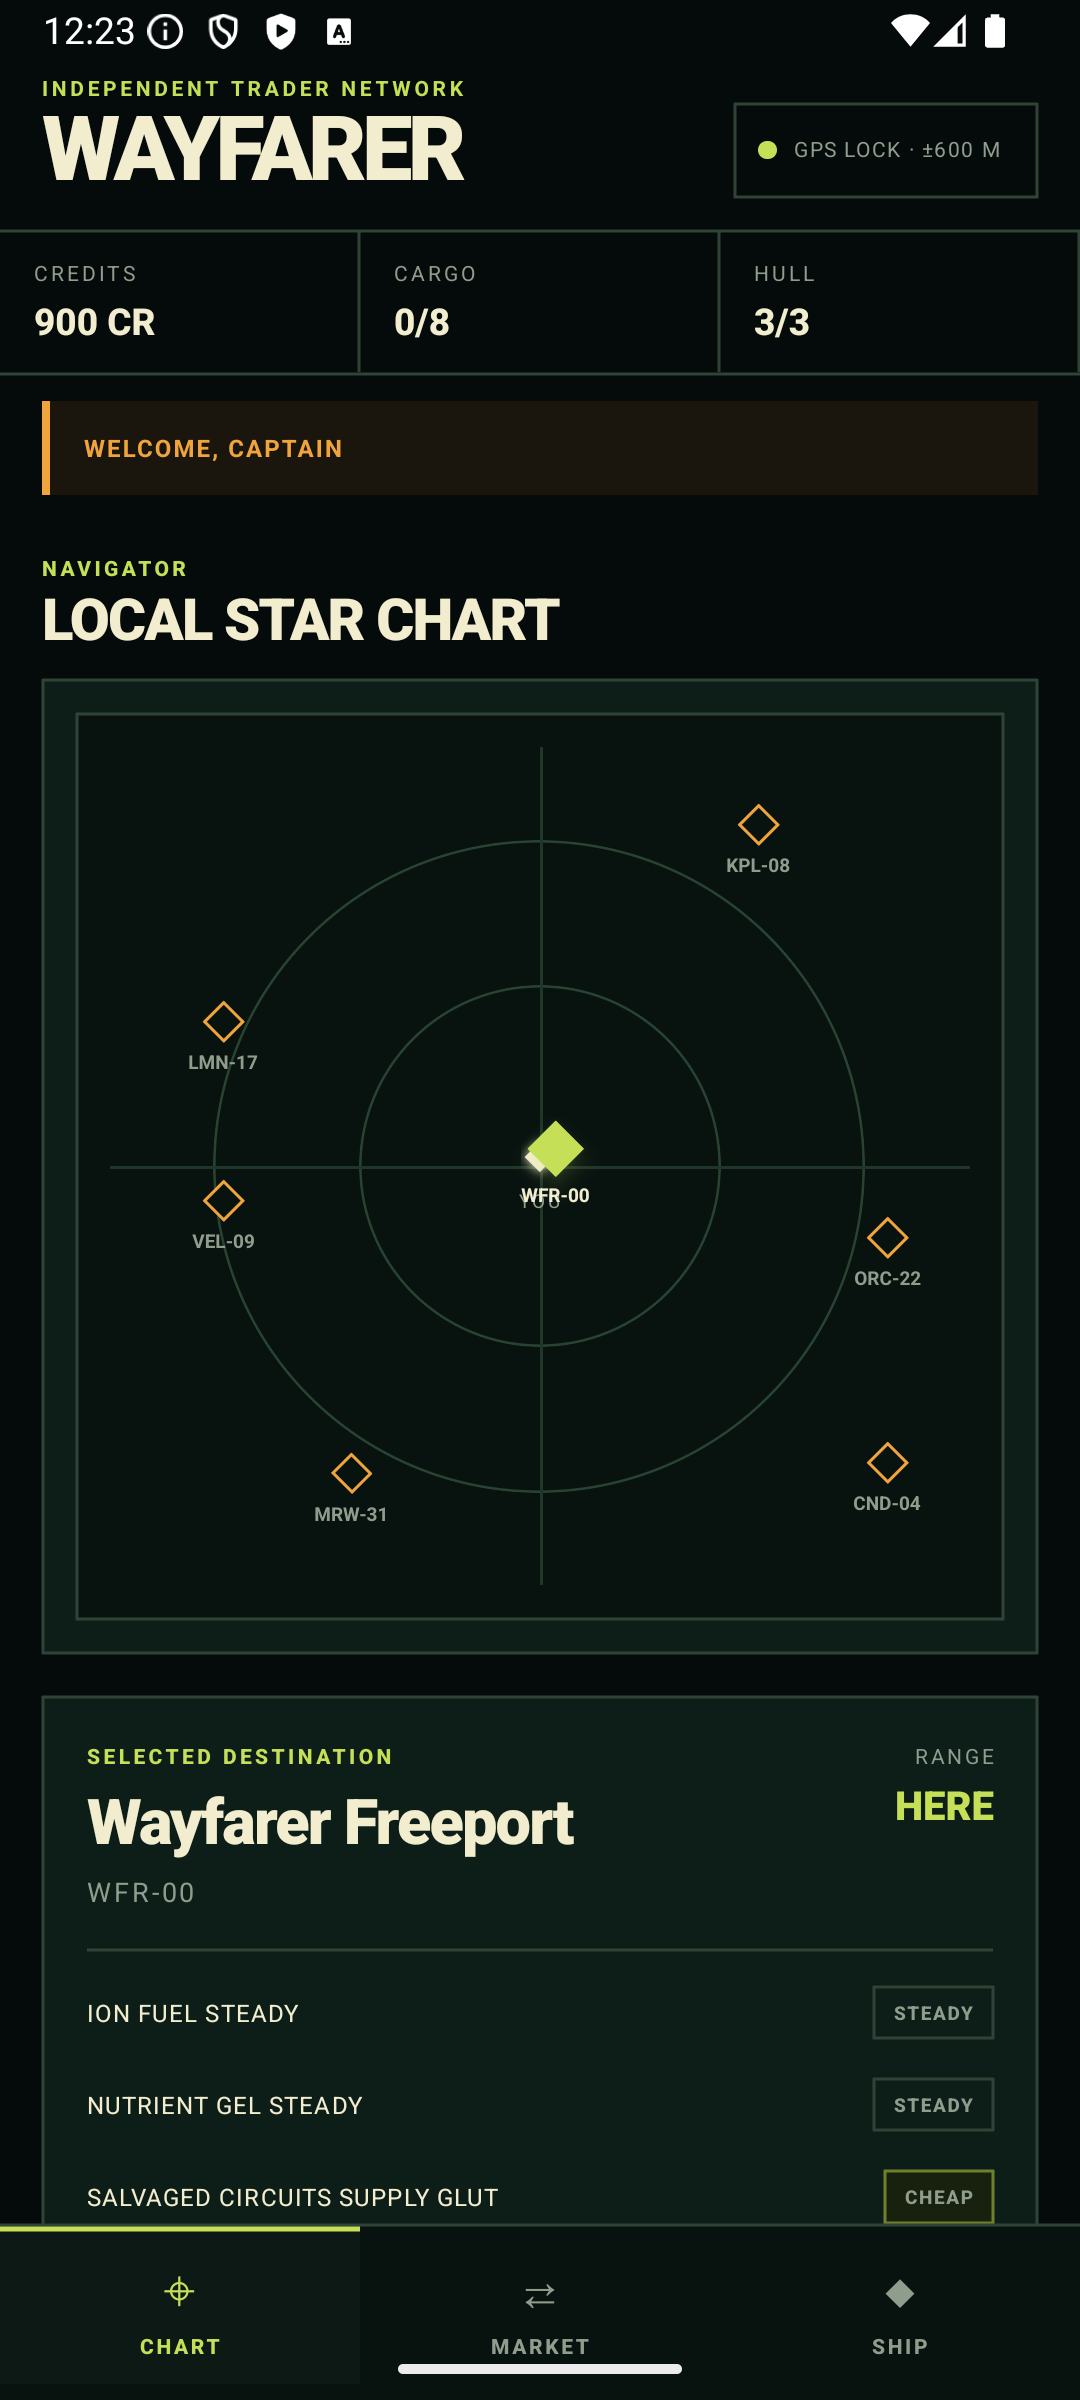 12:23
INDEPENDENT TRADER NETWORK
WAYFARER
GPS LOCK · ±600 M
CREDITS
900 CR
CARGO
0/8
HULL
3/3
WELCOME, CAPTAIN
NAVIGATOR
LOCAL STAR CHART
KPL-08
LMN-17
WFR-00
YOU
VEL-09
ORC-22
MRW-31
CND-04
SELECTED DESTINATION
RANGE
Wayfarer Freeport
HERE
WFR-00
ION FUEL STEADY
STEADY
NUTRIENT GEL STEADY
STEADY
SALVAGED CIRCUITS SUPPLY GLUT
CHEAP
CHART
MARKET
SHIP